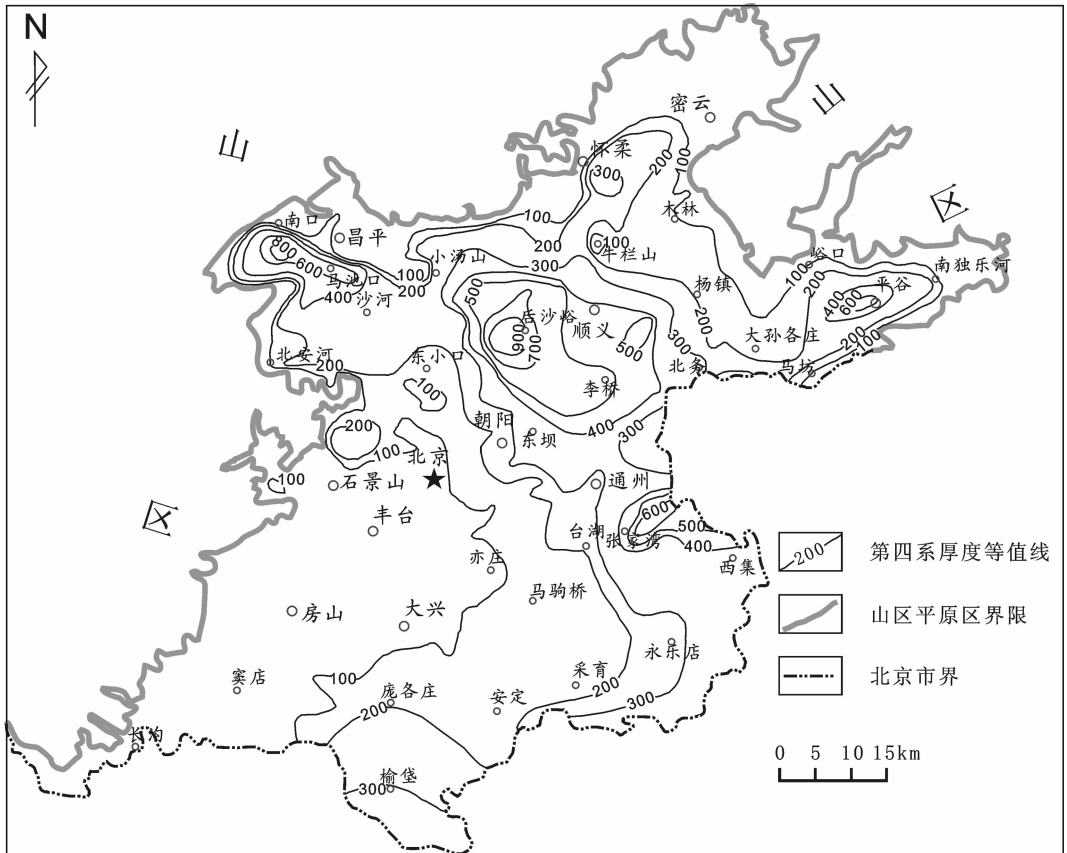 N
山
密云
山
怀柔
200
100
300
木林
区
南口
昌平
100
800
600
马池口
400
沙河
小汤山
100
200
200
300
100
牛栏山
杨镇
峪口
100
200
南独乐河
平谷
400
600
500
后沙峪
900
700
顺义
500
200
300
大孙各庄
200
100
北务
马坊
北安河
200
东小口
100
李桥
400
300
朝阳
东坝
200
100
北京
100
石景山
通州
区
丰台
600
500
400
台湖
张家湾
西集
亦庄
马驹桥
房山
大兴
永乐店
窦店
100
庞各庄
200
安定
采育
200
300
长沟
榆垡
300
200
第四系厚度等值线
山区平原区界限
北京市界
0 5 10 15km